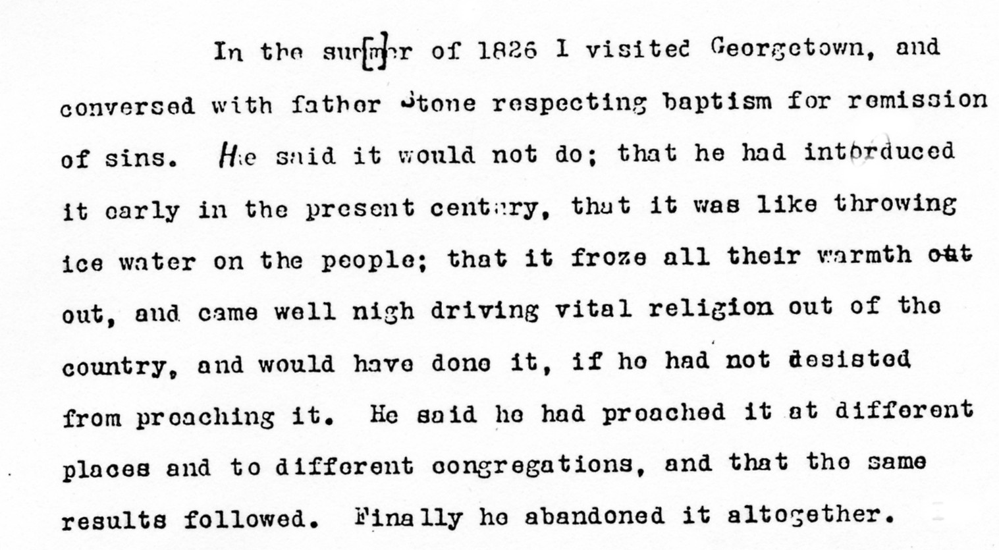 In the sum[m]er of 1826 I visited Georgetown, and
conversed with father Stone respecting baptism for remission
of sins. He said it would not do; that he had intorduced
it early in the present century, that it was like throwing
ice water on the people; that it froze all their warmth out
out, and came well nigh driving vital religion out of the
country, and would have done it, if he had not desisted
from preaching it. He said he had preached it at different
places and to different congregations, and that the same
results followed. Finally he abandoned it altogether.